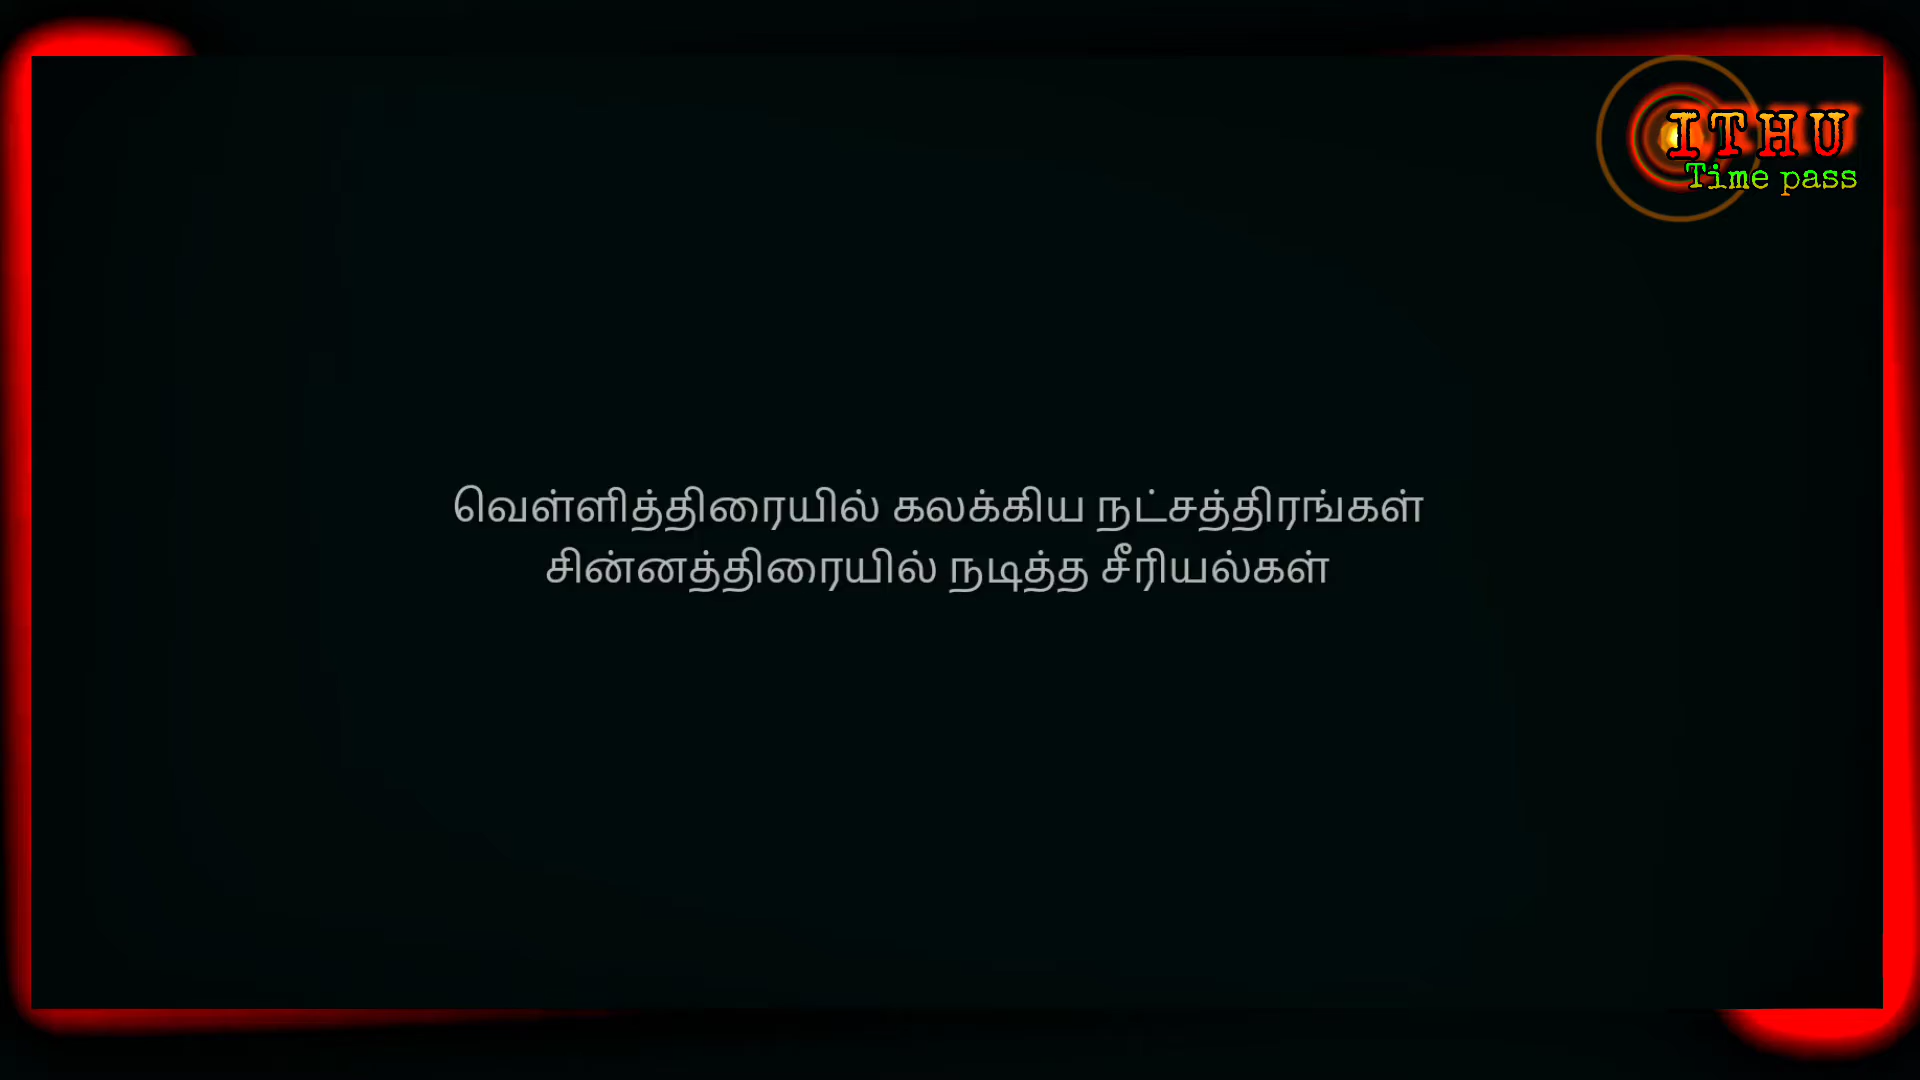 ITHU
Time pass
வெள்ளித்திரையில் கலக்கிய நட்சத்திரங்கள்
சின்னத்திரையில் நடித்த சீரியல்கள்